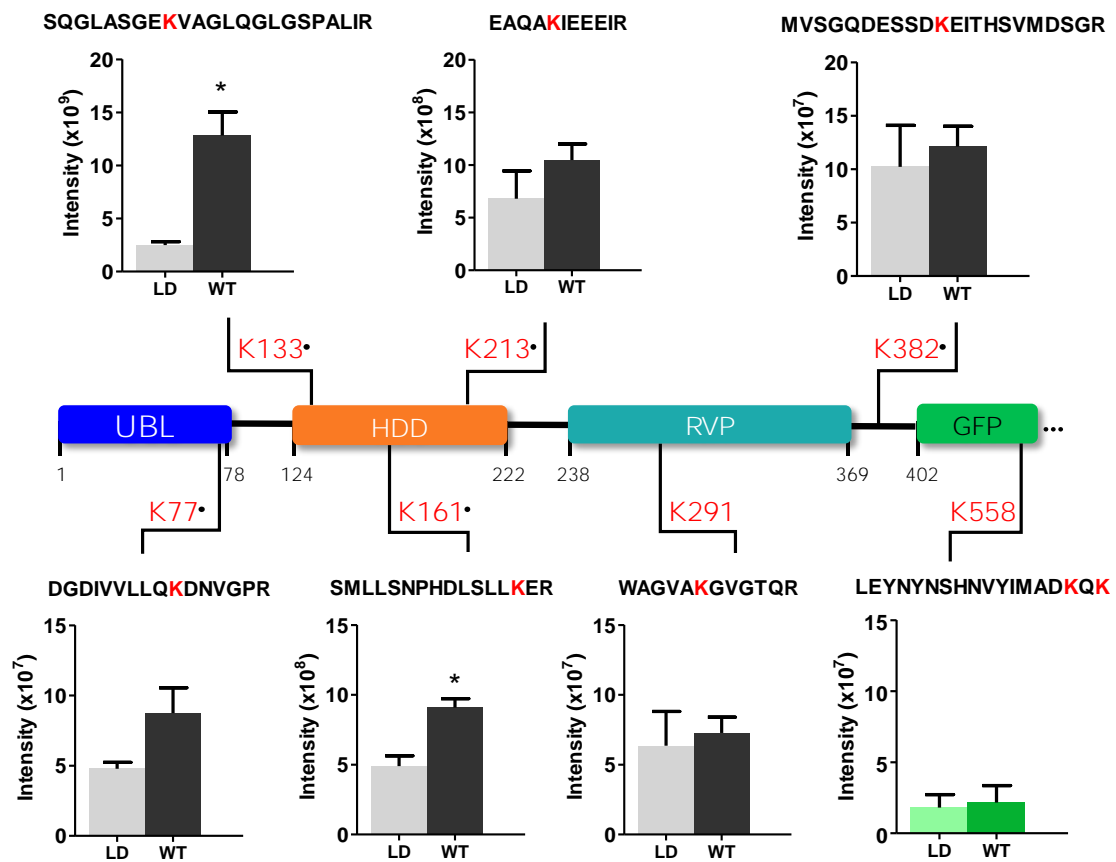 SQGLASGEKVAGLQGLGSPALIR
EAQAKIEEEIR
MVSGQDESSDKEITHSVMDSGR
Intensity (x10⁹)
20
15
10
5
0
*
LD WT
Intensity (x10⁸)
20
15
10
5
0
LD WT
Intensity (x10⁷)
20
15
10
5
0
LD WT
K133•
K213•
K382•
UBL
HDD
RVP
GFP
...
1
78
124
222
238
369
402
K77•
K161•
K291
K558
DGDIVVLLQKDNVGPR
SMLLSNPHDLSLLKER
WAGVAKGVGTQR
LEYNYNSHNVYIMADKQK
Intensity (x10⁷)
15
10
5
0
LD WT
Intensity (x10⁸)
15
10
5
0
*
LD WT
Intensity (x10⁷)
15
10
5
0
LD WT
Intensity (x10⁷)
15
10
5
0
LD WT